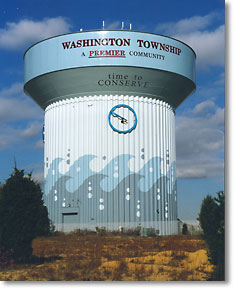 WASHINGTON TOWNSHIP
A PREMIER COMMUNITY
time to
CONSERVE